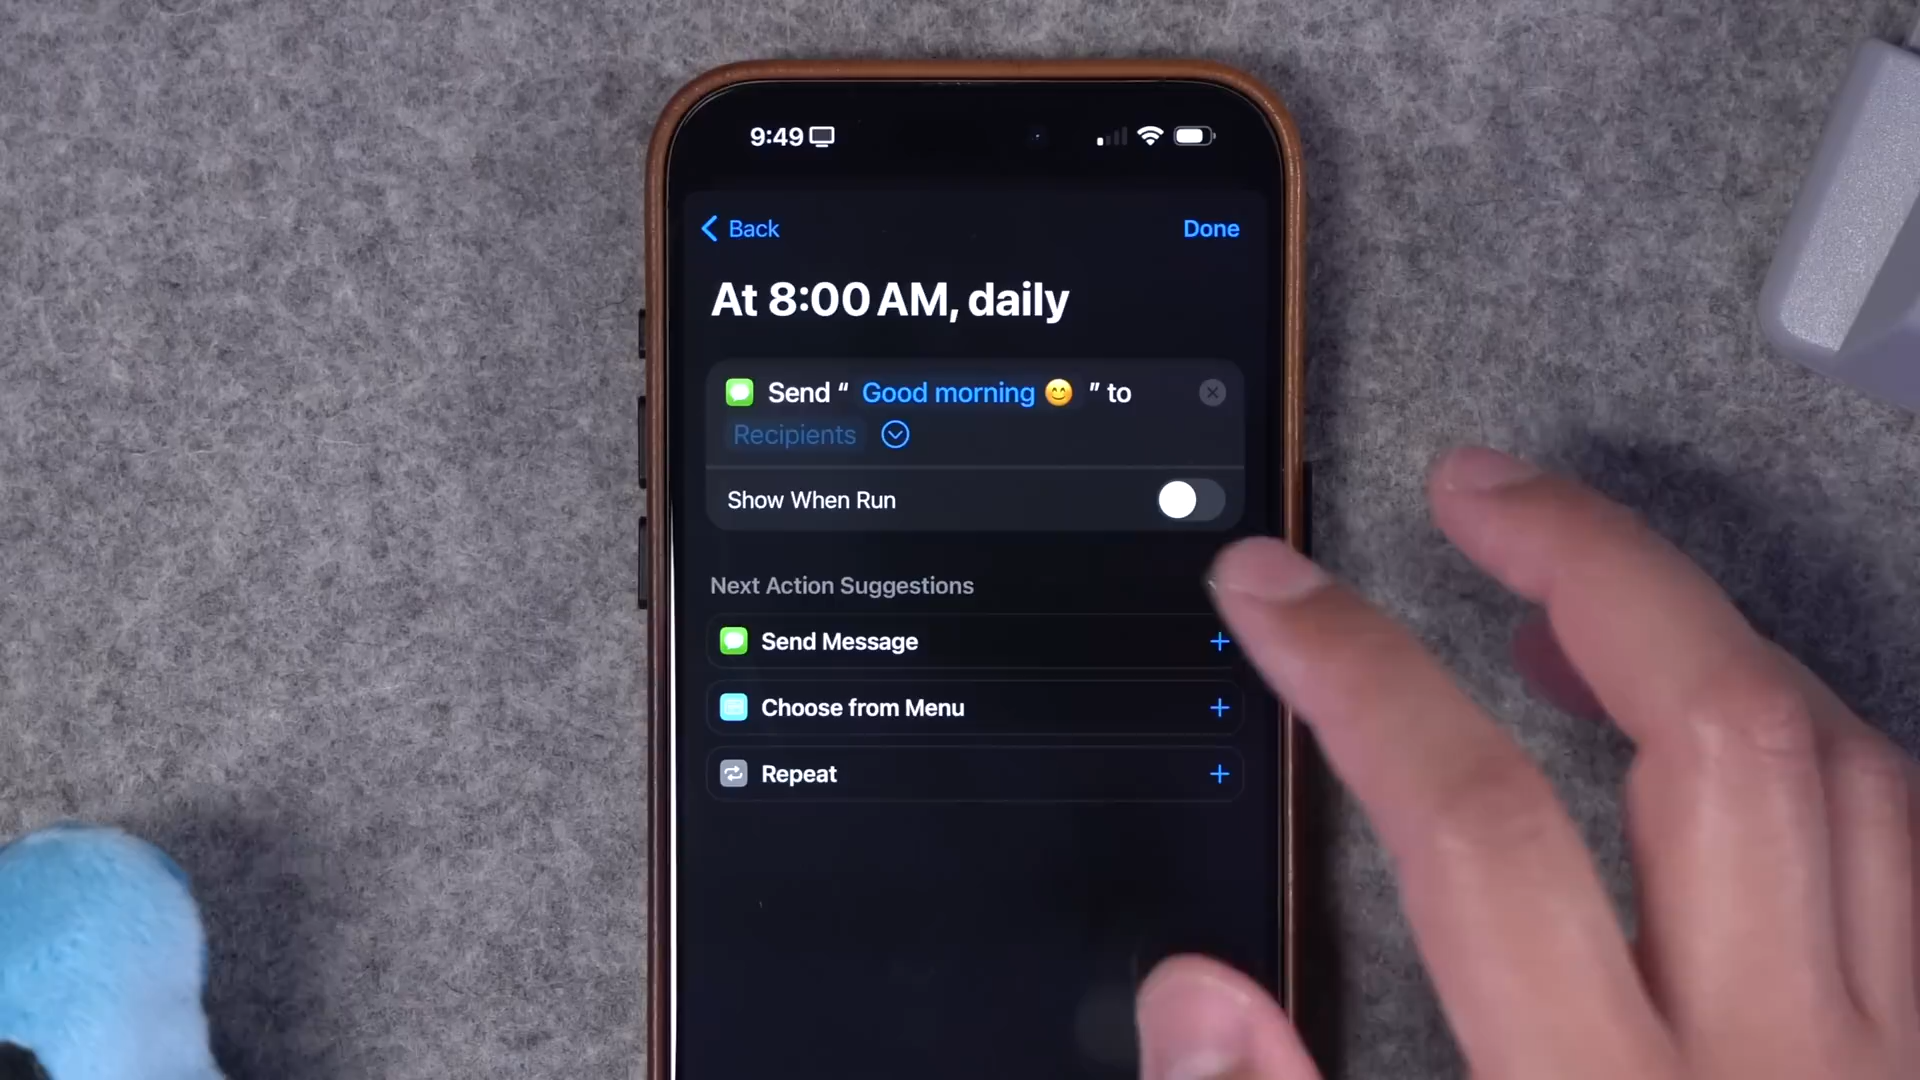 9:49
Back
Done
At 8:00 AM, daily
Send “ Good morning 😊 ” to
Recipients
Show When Run
Next Action Suggestions
Send Message
Choose from Menu
Repeat